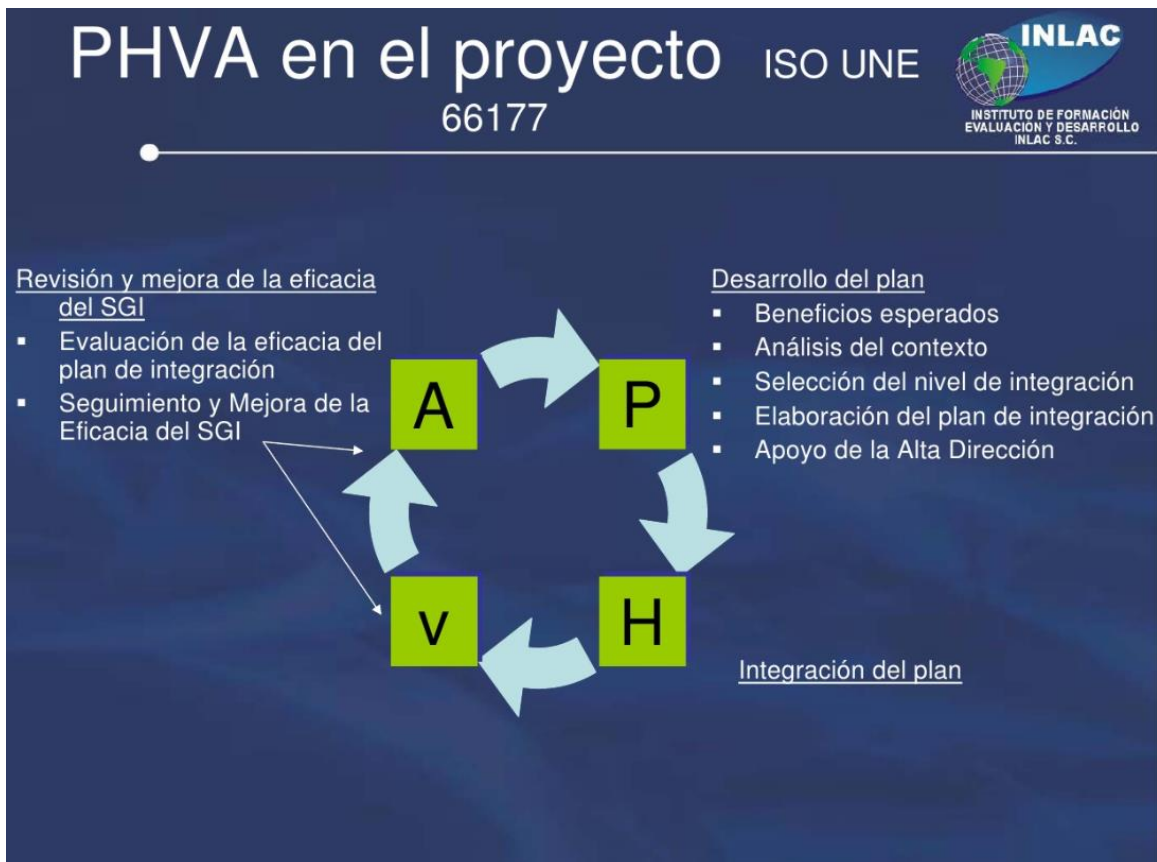 PHVA en el proyecto ISO UNE
66177
INLAC
INSTITUTO DE FORMACIÓN
EVALUACIÓN Y DESARROLLO
INLAC S.C.
Revisión y mejora de la eficacia
del SGI
▪ Evaluación de la eficacia del
plan de integración
▪ Seguimiento y Mejora de la
Eficacia del SGI
Desarrollo del plan
▪ Beneficios esperados
▪ Análisis del contexto
▪ Selección del nivel de integración
▪ Elaboración del plan de integración
▪ Apoyo de la Alta Dirección
A
P
v
H
Integración del plan